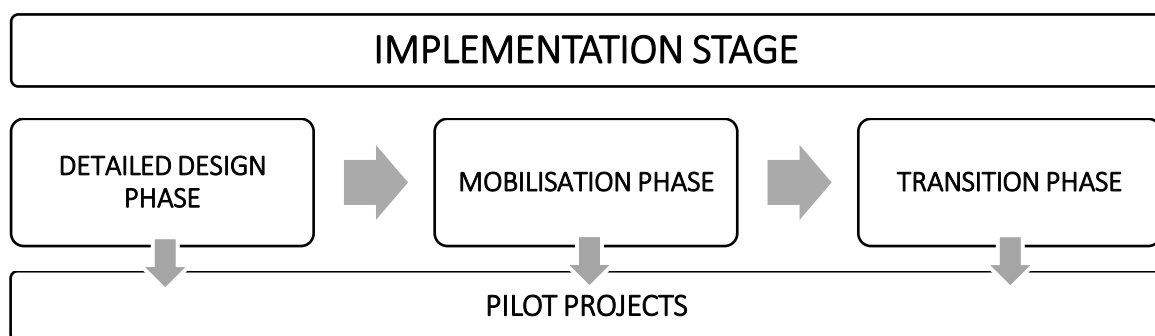 IMPLEMENTATION STAGE
DETAILED DESIGN
PHASE
MOBILISATION PHASE
TRANSITION PHASE
PILOT PROJECTS